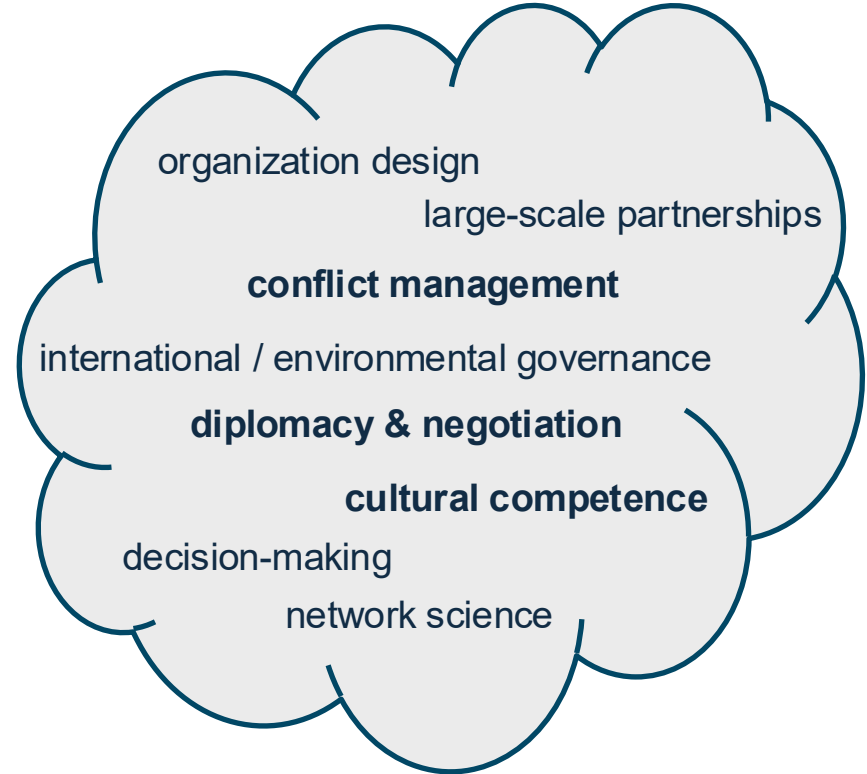 organization design
large-scale partnerships
conflict management
international / environmental governance
diplomacy & negotiation
cultural competence
decision-making
network science